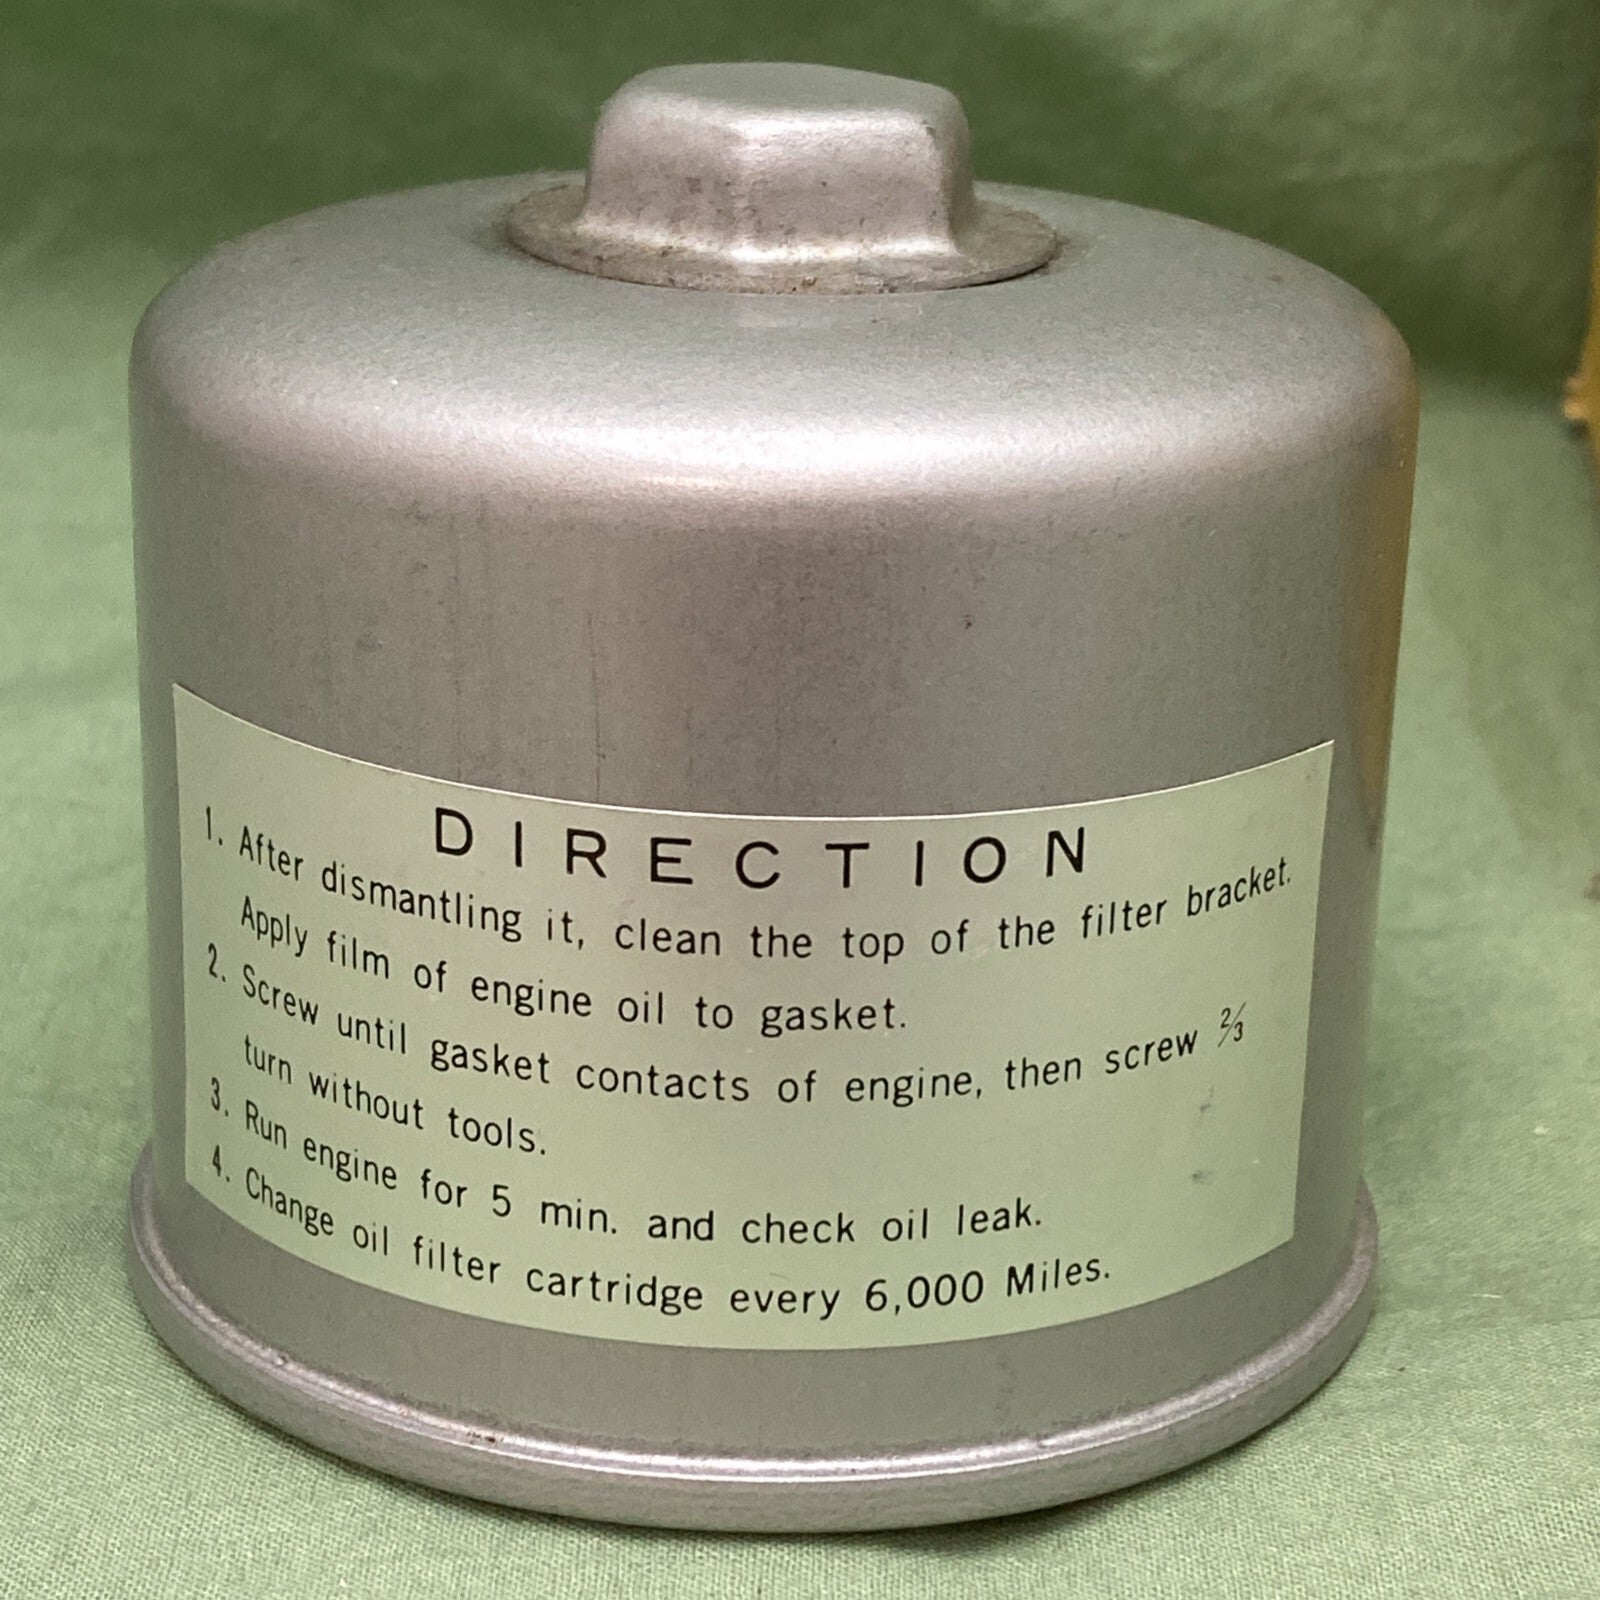 DIRECTION
1. After dismantling it, clean the top of the filter bracket.
Apply film of engine oil to gasket.
2. Screw until gasket contacts of engine, then screw ⅔
turn without tools.
3. Run engine for 5 min. and check oil leak.
4. Change oil filter cartridge every 6,000 Miles.